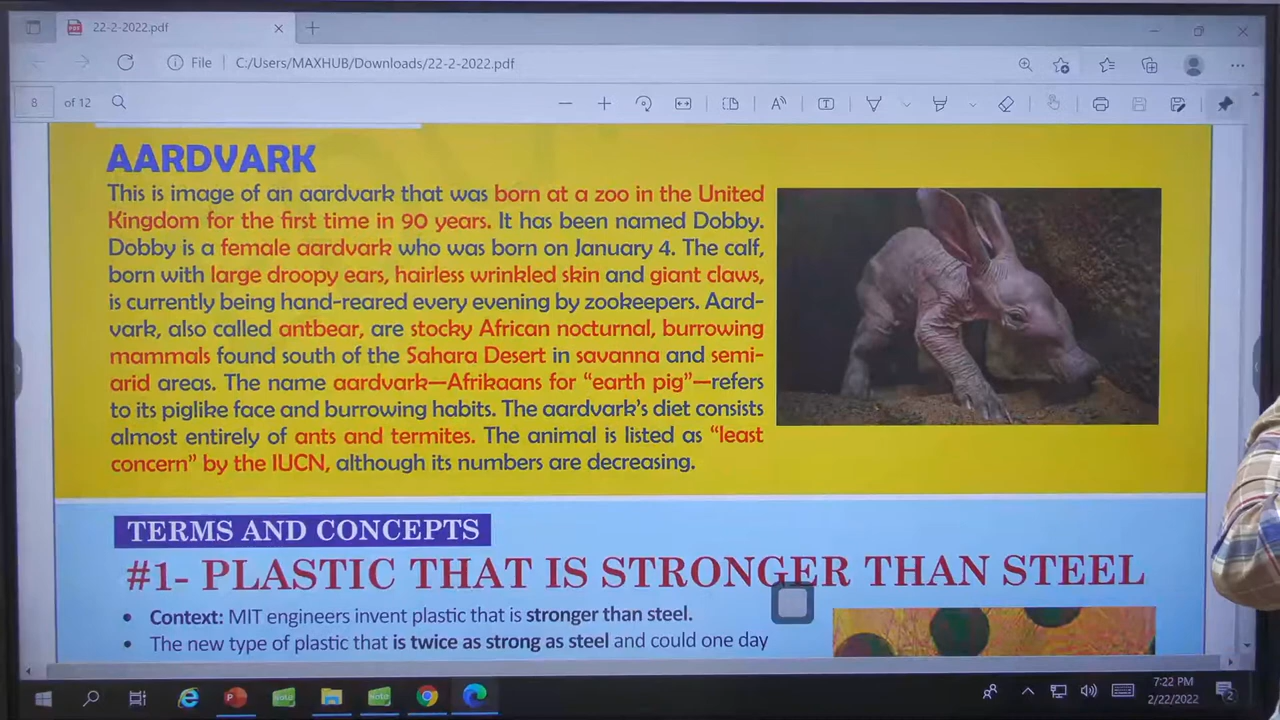 22-2-2022.pdf
File C:/Users/MAXHUB/Downloads/22-2-2022.pdf
8 of 12
AARDVARK
This is image of an aardvark that was born at a zoo in the United
Kingdom for the first time in 90 years. It has been named Dobby.
Dobby is a female aardvark who was born on January 4. The calf,
born with large droopy ears, hairless wrinkled skin and giant claws,
is currently being hand-reared every evening by zookeepers. Aard-
vark, also called antbear, are stocky African nocturnal, burrowing
mammals found south of the Sahara Desert in savanna and semi-
arid areas. The name aardvark—Afrikaans for “earth pig”—refers
to its piglike face and burrowing habits. The aardvark’s diet consists
almost entirely of ants and termites. The animal is listed as “least
concern” by the IUCN, although its numbers are decreasing.
TERMS AND CONCEPTS
#1- PLASTIC THAT IS STRONGER THAN STEEL
• Context: MIT engineers invent plastic that is stronger than steel.
• The new type of plastic that is twice as strong as steel and could one day
7:22 PM
2/22/2022